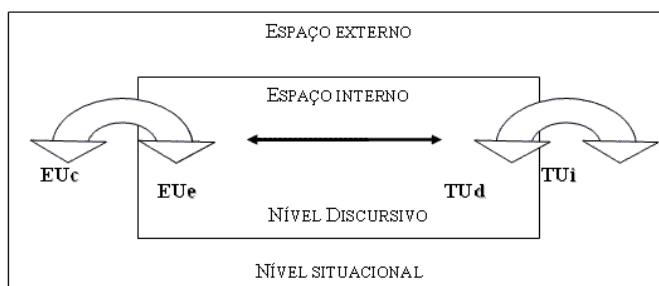 ESPAÇO EXTERNO
ESPAÇO INTERNO
EUc
EUe
TUd
TUi
NÍVEL DISCURSIVO
NÍVEL SITUACIONAL